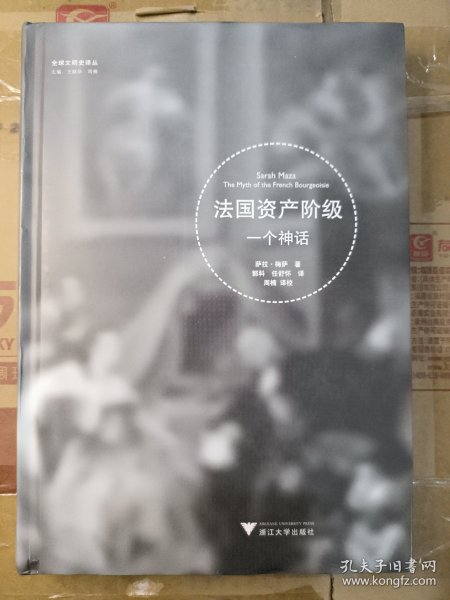 全球文明史译丛
Sarah Maza
The Myth of the French Bourgeoisie
法国资产阶级
一个神话
萨拉·梅萨 著
郭科 任舒怀 译
周楠 译校
ZHEJIANG UNIVERSITY PRESS
浙江大学出版社
孔夫子旧书网
www.kongfz.com